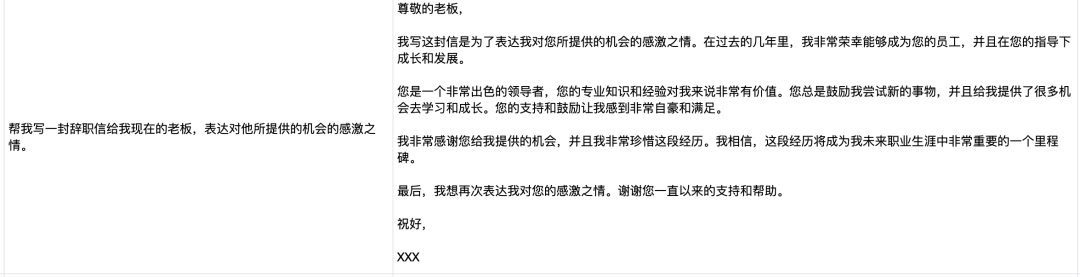 帮我写一封辞职信给我现在的老板，表达对他所提供的机会的感激之
情。
尊敬的老板，
我写这封信是为了表达我对您所提供的机会的感激之情。在过去的几年里，我非常荣幸能够成为您的员工，并且在您的指导下
成长和发展。
您是一个非常出色的领导者，您的专业知识和经验对我来说非常有价值。您总是鼓励我尝试新的事物，并且给我提供了很多机
会去学习和成长。您的支持和鼓励让我感到非常自豪和满足。
我非常感谢您给我提供的机会，并且我非常珍惜这段经历。我相信，这段经历将成为我未来职业生涯中非常重要的一个里程
碑。
最后，我想再次表达我对您的感激之情。谢谢您一直以来的支持和帮助。
祝好，
XXX